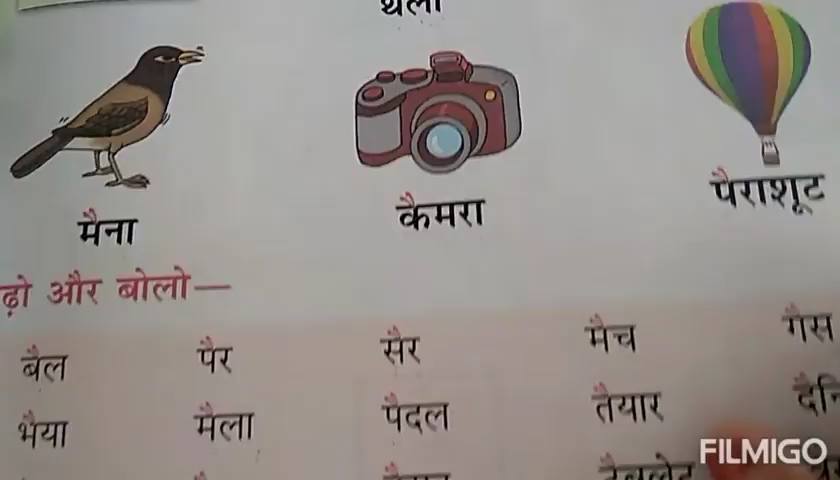 थैला
मैना कैमरा पैराशूट
ढ़ो और बोलो—
बैल पैर सैर मैच गैस
भैया मैला पैदल तैयार
FILMIGO